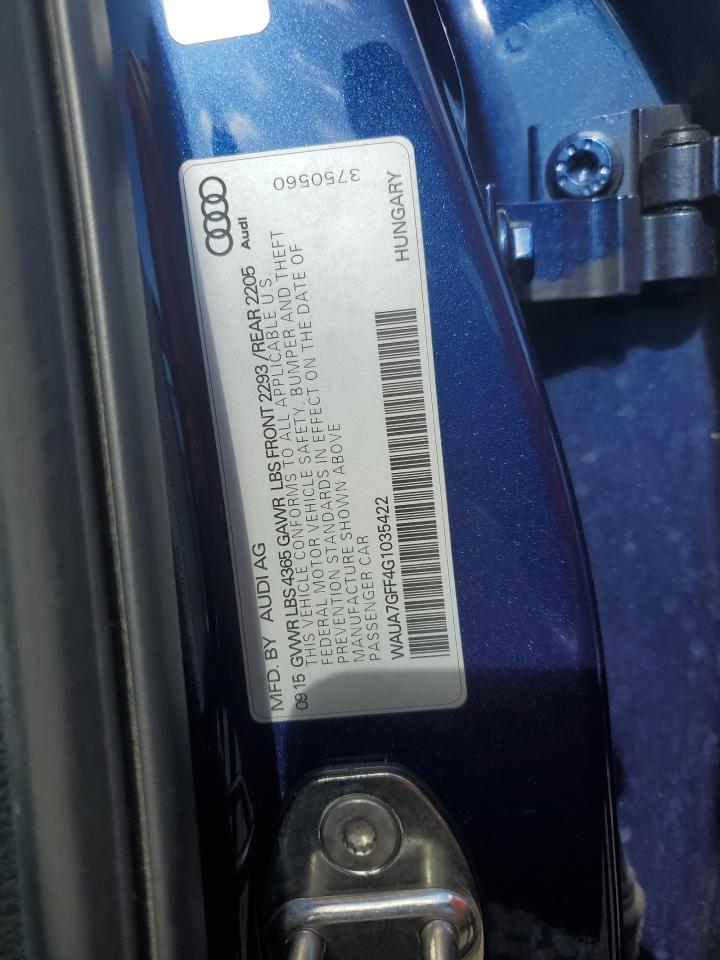 MFD. BY AUDI AG
09 15 GVWR LBS 4365 GAWR LBS FRONT 2293 /REAR 2205
THIS VEHICLE CONFORMS TO ALL APPLICABLE U.S.
FEDERAL MOTOR VEHICLE SAFETY, BUMPER AND THEFT
PREVENTION STANDARDS IN EFFECT ON THE DATE OF
MANUFACTURE SHOWN ABOVE
PASSENGER CAR
WAUA7GFF4G1035422
HUNGARY
Audi
3750560